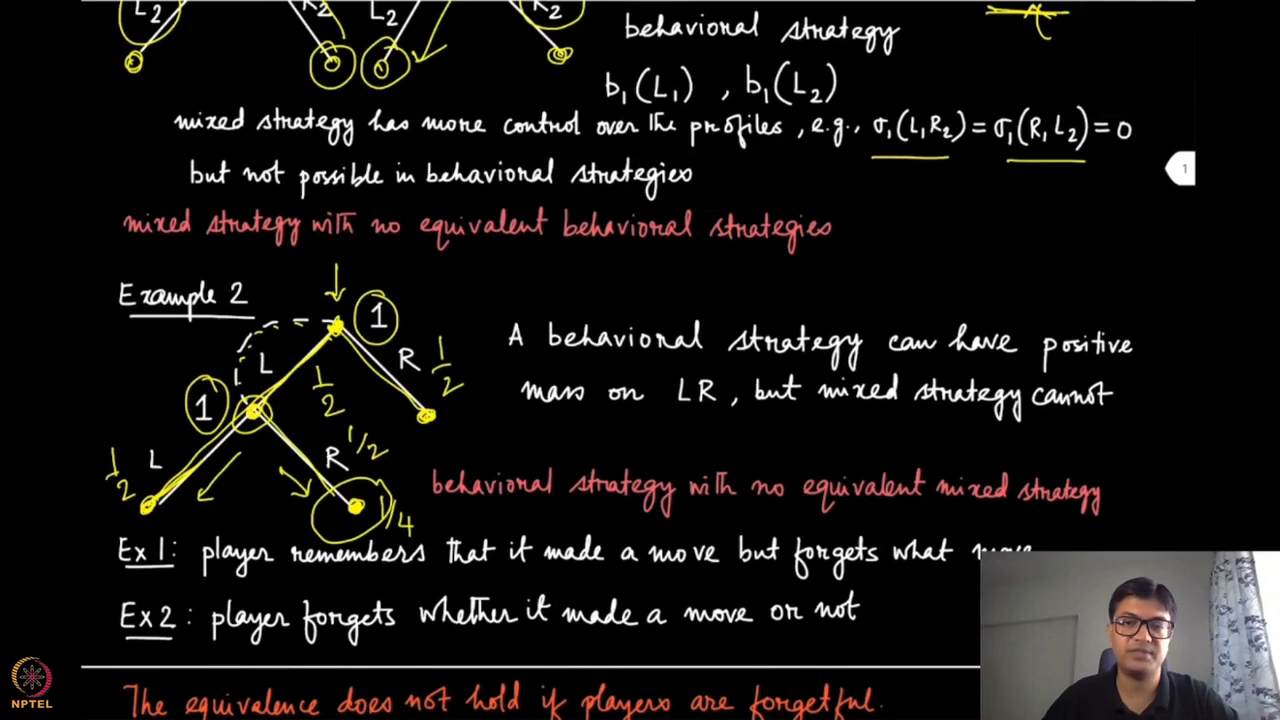 L2 R2 L2 R2
behavioral strategy
b1(L1) , b1(L2)
mixed strategy has more control over the profiles, e.g., σ1(L1R2) = σ1(R1L2) = 0
but not possible in behavioral strategies
1
mixed strategy with no equivalent behavioral strategies
Example 2
1
L R 1/2
1/2
1
L R 1/2
1/2
1/4
A behavioral strategy can have positive
mass on LR, but mixed strategy cannot
behavioral strategy with no equivalent mixed strategy
Ex 1: player remembers that it made a move but forgets what move
Ex 2: player forgets whether it made a move or not
NPTEL
The equivalence does not hold if players are forgetful.